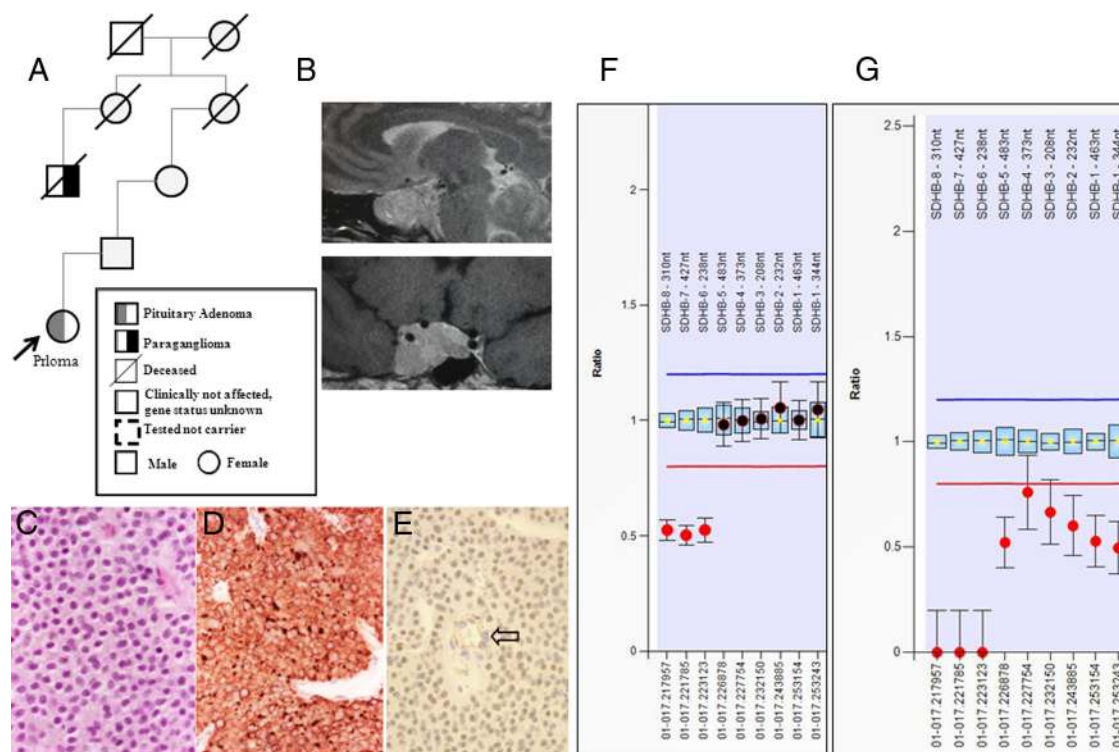 A
B
F
G
Prloma
Pituitary Adenoma
Paraganglioma
Deceased
Clinically not affected,
gene status unknown
Tested not carrier
Male
Female
C
D
E
Ratio
2
1.5
1
0.5
0
SDHB-8 - 310nt
SDHB-7 - 427nt
SDHB-6 - 238nt
SDHB-5 - 483nt
SDHB-4 - 373nt
SDHB-3 - 208nt
SDHB-2 - 232nt
SDHB-1 - 463nt
SDHB-1 - 344nt
01-017.217957
01-017.221785
01-017.223123
01-017.226878
01-017.227754
01-017.232150
01-017.243885
01-017.253154
01-017.253243
Ratio
2.5
2
1.5
1
0.5
0
SDHB-8 - 310nt
SDHB-7 - 427nt
SDHB-6 - 238nt
SDHB-5 - 483nt
SDHB-4 - 373nt
SDHB-3 - 208nt
SDHB-2 - 232nt
SDHB-1 - 463nt
SDHB-1 - 344nt
01-017.217957
01-017.221785
01-017.223123
01-017.226878
01-017.227754
01-017.232150
01-017.243885
01-017.253154
01-017.253243